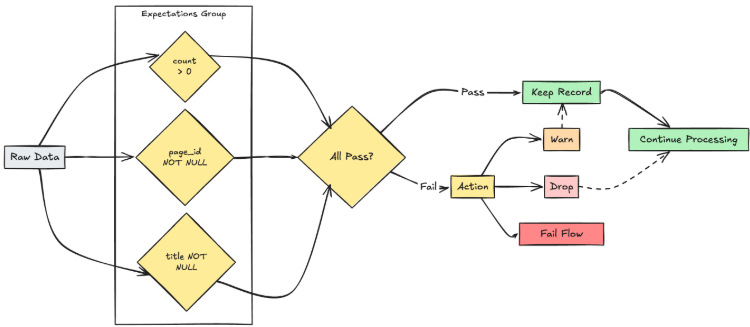 Expectations Group
count
> 0
Raw Data
page_id
NOT NULL
title NOT
NULL
All Pass?
Pass
Fail
Keep Record
Action
Warn
Drop
Fail Flow
Continue Processing